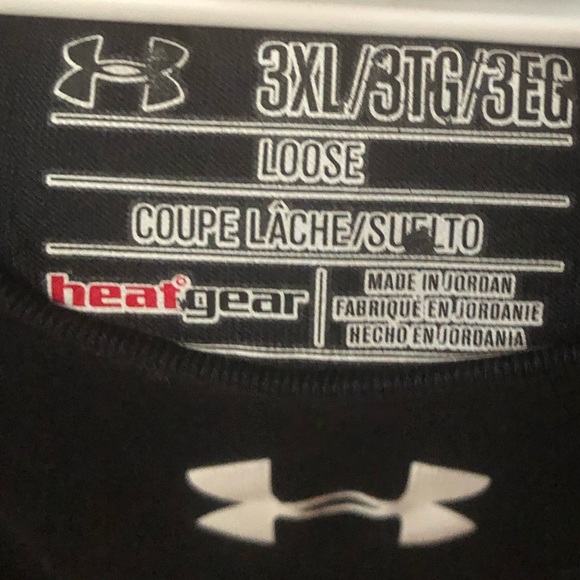 3XL/3TG/3EG
LOOSE
COUPE LÂCHE/SUELTO
heatgear
MADE IN JORDAN
FABRIQUÉ EN JORDANIE
HECHO EN JORDANIA